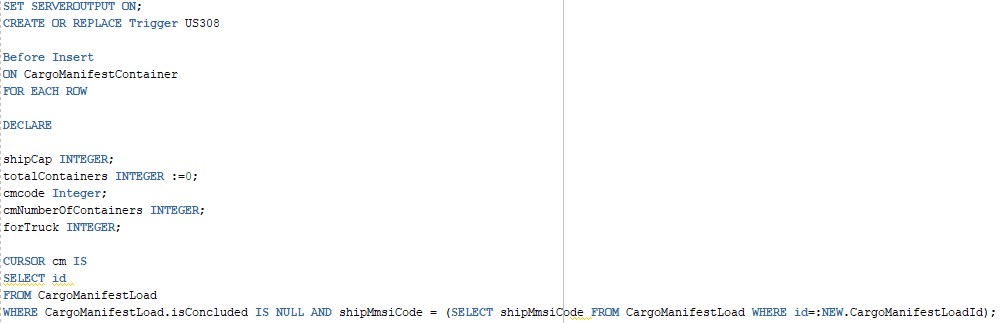 SET SERVEROUTPUT ON;
CREATE OR REPLACE Trigger US308
Before Insert
ON CargoManifestContainer
FOR EACH ROW
DECLARE
shipCap INTEGER;
totalContainers INTEGER :=0;
cmcode Integer;
cmNumberOfContainers INTEGER;
forTruck INTEGER;
CURSOR cm IS
SELECT id
FROM CargoManifestLoad
WHERE CargoManifestLoad.isConcluded IS NULL AND shipMmsiCode = (SELECT shipMmsiCode FROM CargoManifestLoad WHERE id=:NEW.CargoManifestLoadId);